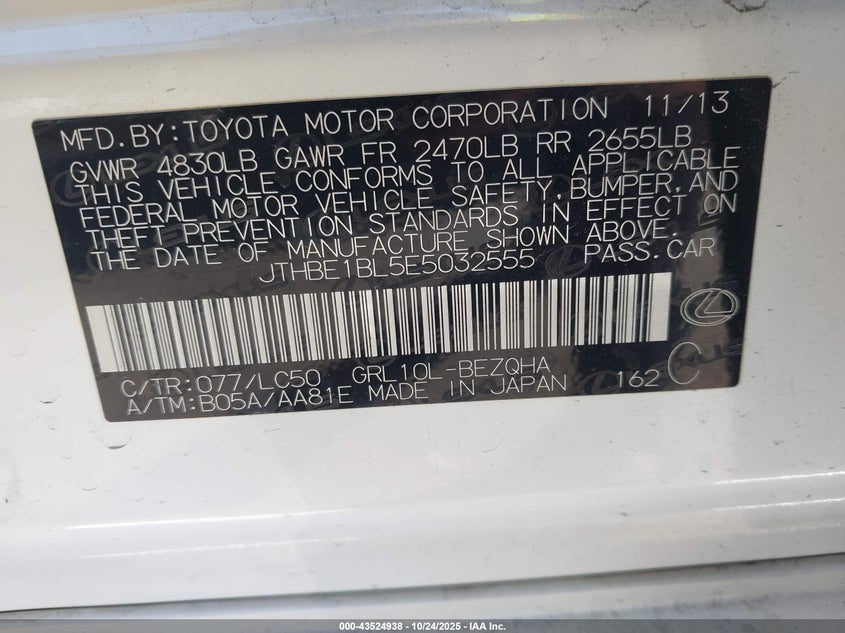 MFD.BY:TOYOTA MOTOR CORPORATION 11/13
GVWR 4830LB GAWR FR 2470LB RR 2655LB
THIS VEHICLE CONFORMS TO ALL APPLICABLE
FEDERAL MOTOR VEHICLE SAFETY,BUMPER,AND
THEFT PREVENTION STANDARDS IN EFFECT ON
THE DATE OF MANUFACTURE SHOWN ABOVE.
JTHBE1BL5E5032555 PASS.CAR
C/TR:077/LC50 GRL10L-BEZQHA 162 C
A/TM:B05A/AA81E MADE IN JAPAN
000-43524938 - 10/24/2025 - IAA Inc.